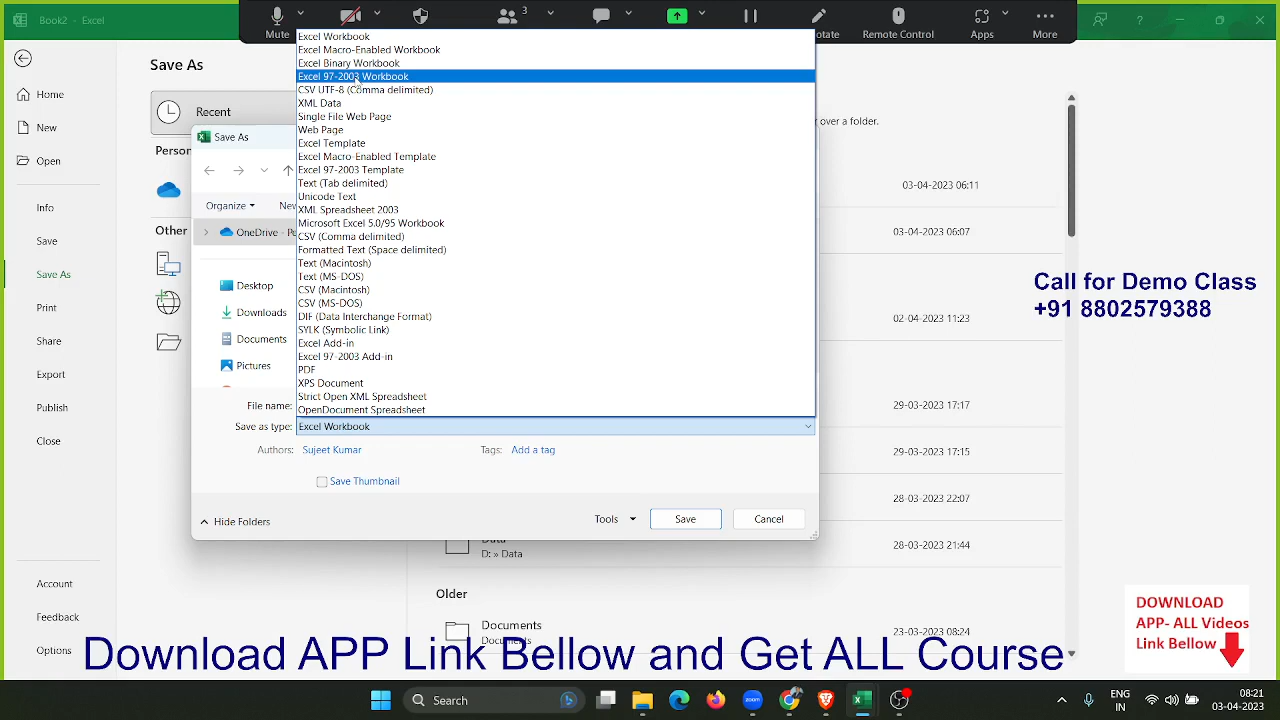 Book2 - Excel
Mute
3
otate
Remote Control
Apps
More
Save As
Home
New
Open
Info
Save
Save As
Print
Share
Export
Publish
Close
Account
Feedback
Options
Recent
Person
Other
over a folder.
03-04-2023 06:11
03-04-2023 06:07
02-04-2023 11:23
29-03-2023 17:17
29-03-2023 17:15
28-03-2023 22:07
28-03-2023 21:44
23-03-2023 08:24
Data
D: » Data
Older
Documents
Documents
Save As
Organize
New
OneDrive - Pe
Desktop
Downloads
Documents
Pictures
Excel Workbook
Excel Macro-Enabled Workbook
Excel Binary Workbook
Excel 97-2003 Workbook
CSV UTF-8 (Comma delimited)
XML Data
Single File Web Page
Web Page
Excel Template
Excel Macro-Enabled Template
Excel 97-2003 Template
Text (Tab delimited)
Unicode Text
XML Spreadsheet 2003
Microsoft Excel 5.0/95 Workbook
CSV (Comma delimited)
Formatted Text (Space delimited)
Text (Macintosh)
Text (MS-DOS)
CSV (Macintosh)
CSV (MS-DOS)
DIF (Data Interchange Format)
SYLK (Symbolic Link)
Excel Add-in
Excel 97-2003 Add-in
PDF
XPS Document
Strict Open XML Spreadsheet
OpenDocument Spreadsheet
File name:
Save as type: Excel Workbook
Authors: Sujeet Kumar
Tags: Add a tag
Save Thumbnail
Hide Folders
Tools
Save
Cancel
Call for Demo Class
+91 8802579388
DOWNLOAD
APP- ALL Videos
Link Bellow
Download APP Link Bellow and Get ALL Course
Search
zoom
ENG
IN
08:21
03-04-2023